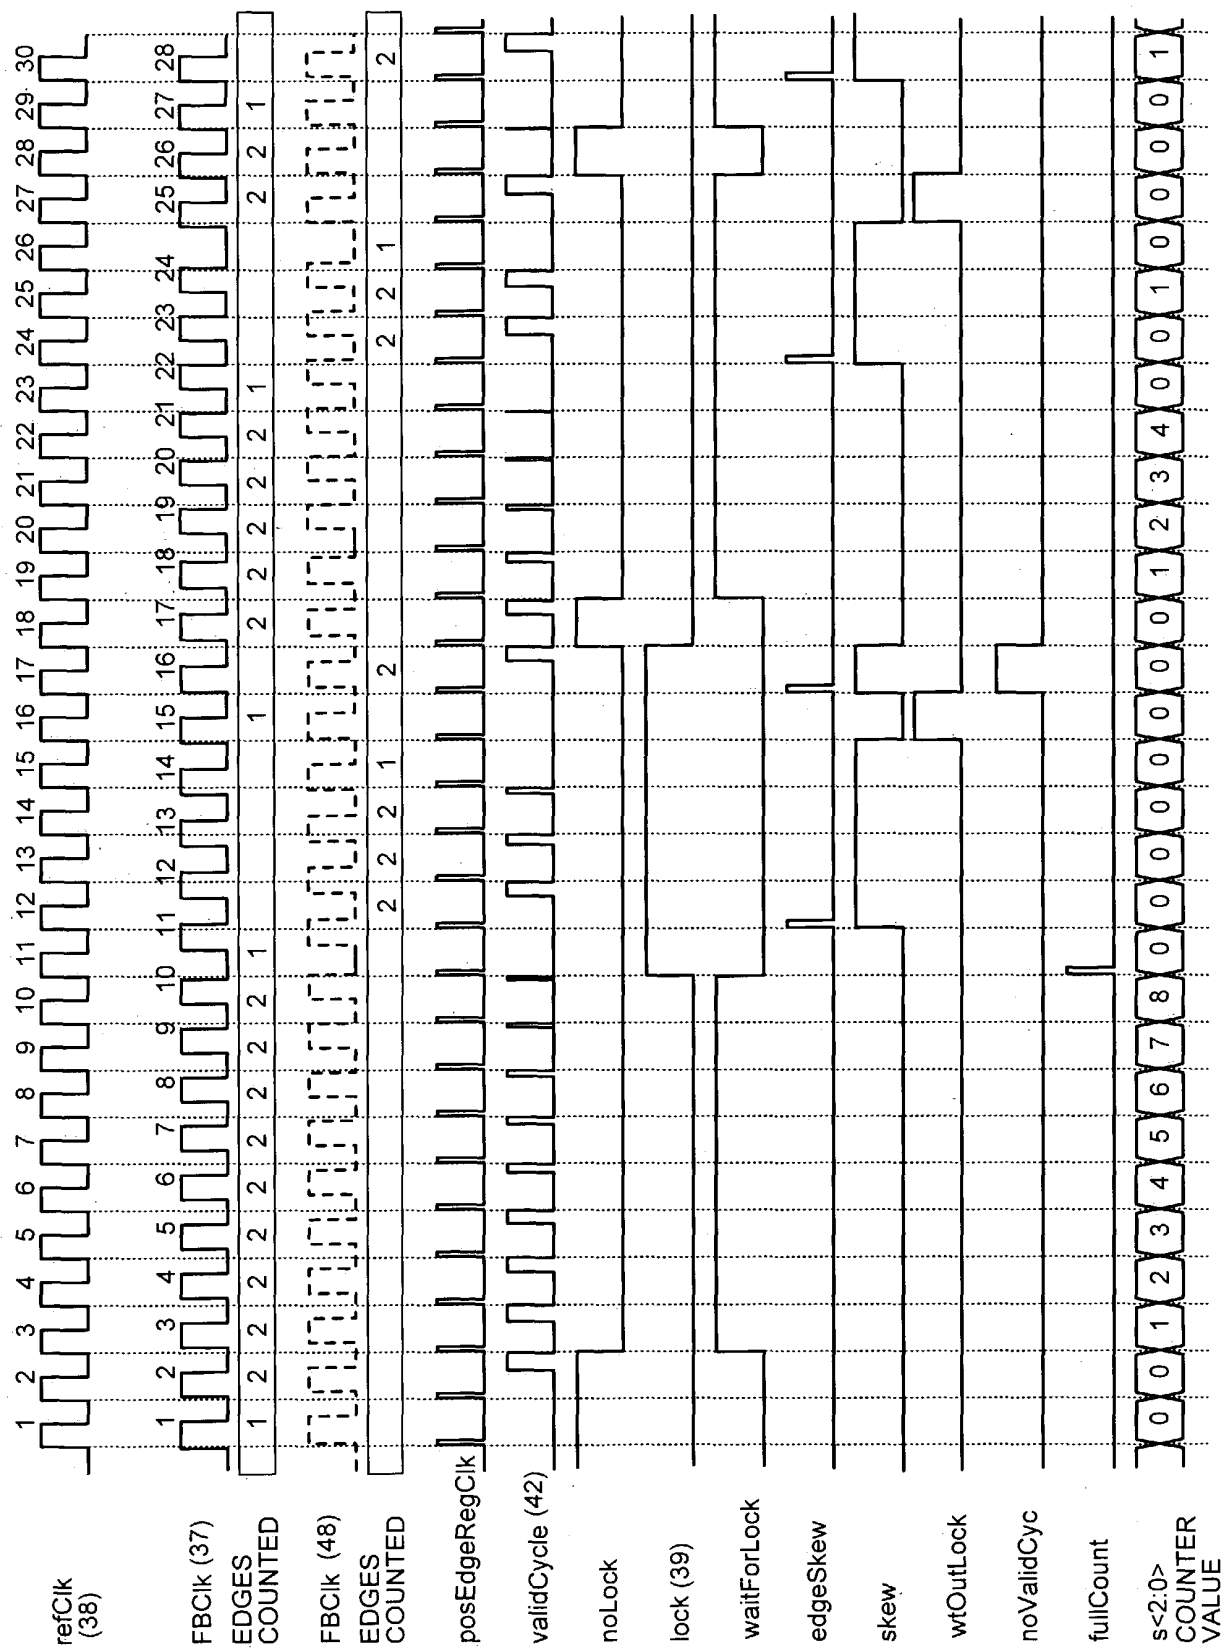 refClk
(38)
1 2 3 4 5 6 7 8 9 10 11 12 13 14 15 16 17 18 19 20 21 22 23 24 25 26 27 28 29 30
FBClk (37)
1 2 3 4 5 6 7 8 9 10 11 12 13 14 15 16 17 18 19 20 21 22 23 24 25 26 27 28
EDGES
COUNTED
1 2 2 2 2 2 2 2 2 2 1 1 2 2 2 2 2 1 2 2 1
FBClk (48)
EDGES
COUNTED
2 2 2 1 2 2 2 1 2
posEdgeRegClk
validCycle (42)
noLock
lock (39)
waitForLock
edgeSkew
skew
wtOutLock
noValidCyc
fullCount
s<2:0>
COUNTER
VALUE
0 0 1 2 3 4 5 6 7 8 0 0 0 0 0 0 0 0 1 2 3 4 0 0 1 0 0 0 0 1